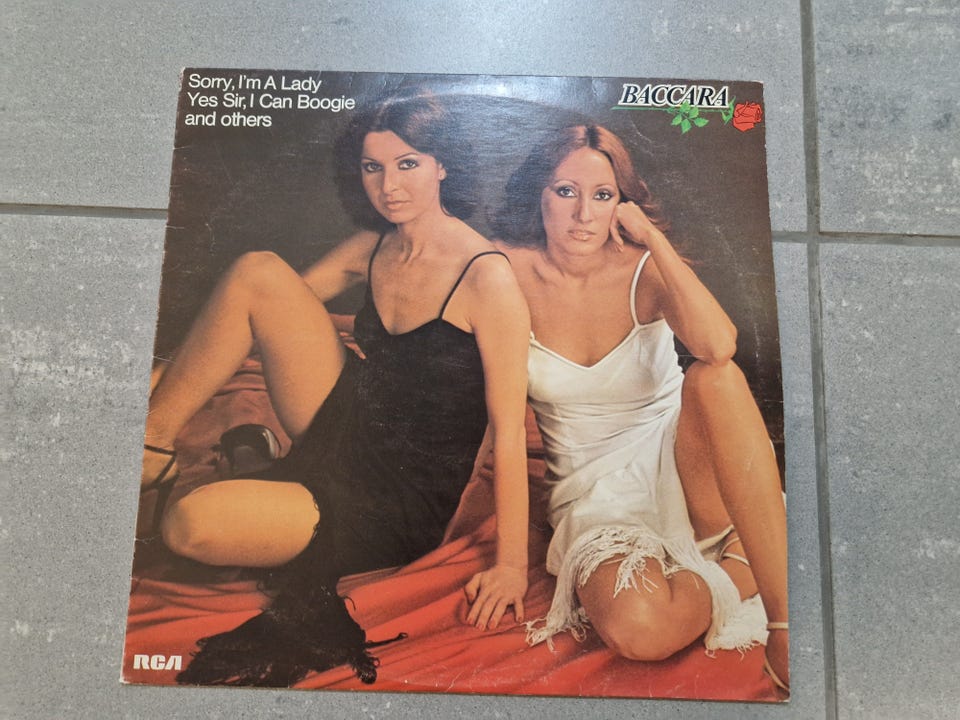 Sorry, I'm A Lady
Yes Sir, I Can Boogie
and others
BACCARA
RCA